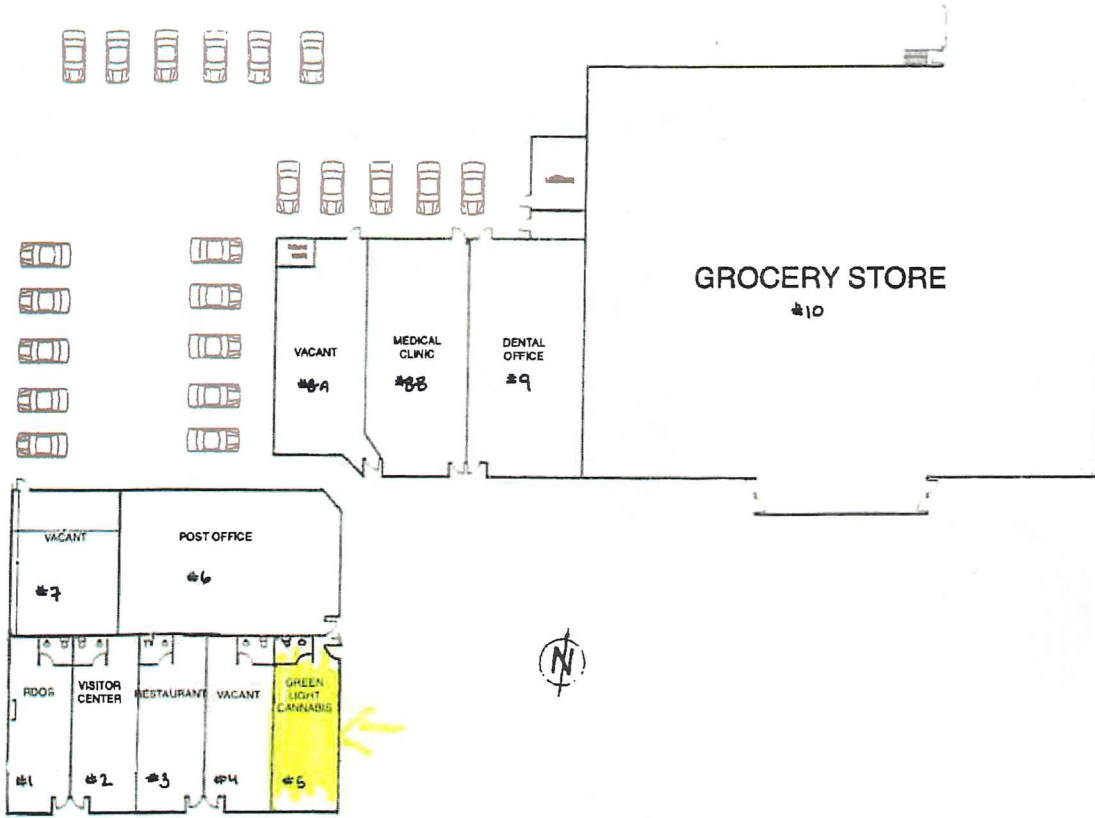 GROCERY STORE
#10
VACANT
#8A
MEDICAL
CLINIC
#8B
DENTAL
OFFICE
#9
VACANT
#7
POST OFFICE
#6
N
RDOS
#1
VISITOR
CENTER
#2
RESTAURANT
#3
VACANT
#4
GREEN
LIGHT
CANNABIS
#5